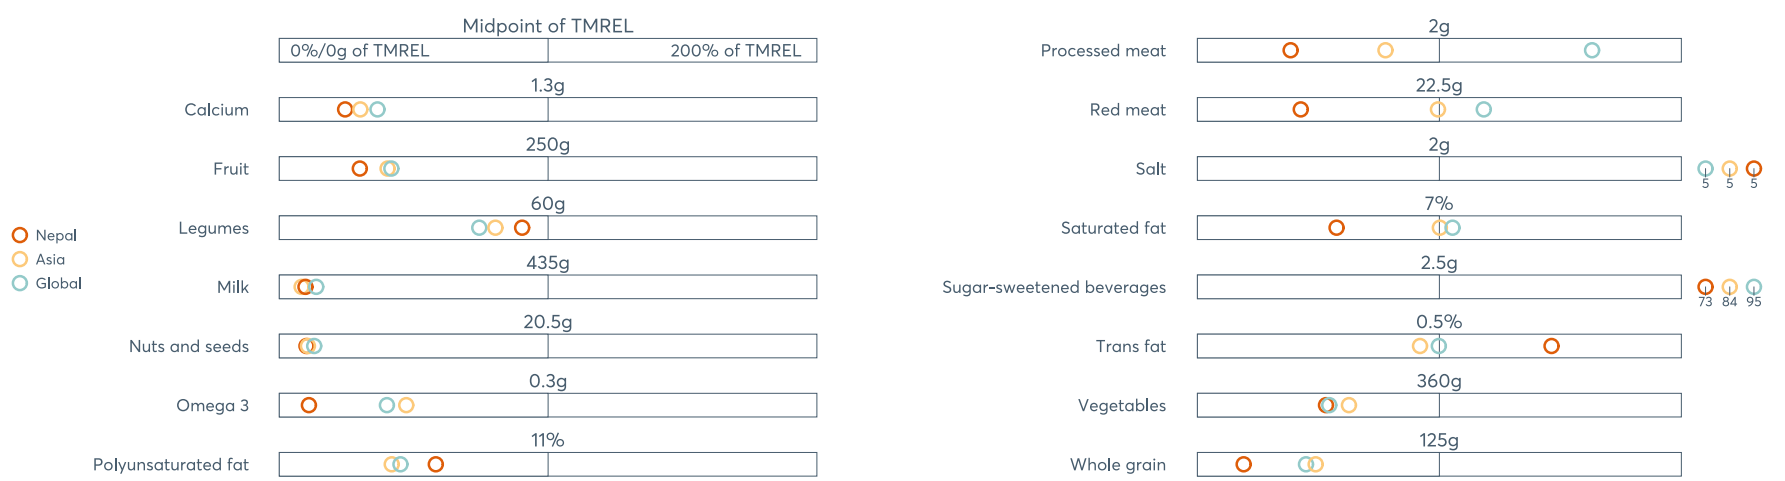 Midpoint of TMREL
0%/0g of TMREL 200% of TMREL
1.3g
Calcium
250g
Fruit
60g
Legumes
435g
Milk
20.5g
Nuts and seeds
0.3g
Omega 3
11%
Polyunsaturated fat
Nepal
Asia
Global
2g
Processed meat
22.5g
Red meat
2g
Salt
5 5 5
7%
Saturated fat
2.5g
Sugar-sweetened beverages
73 84 95
0.5%
Trans fat
360g
Vegetables
125g
Whole grain